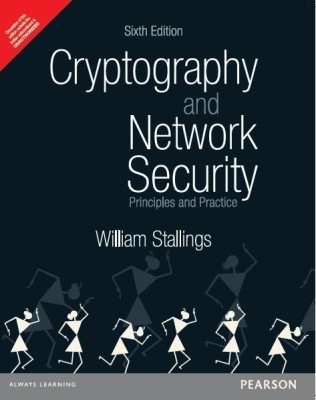 Sixth Edition
Cryptography
and
Network
Security
Principles and Practice
William Stallings
ALWAYS LEARNING
PEARSON